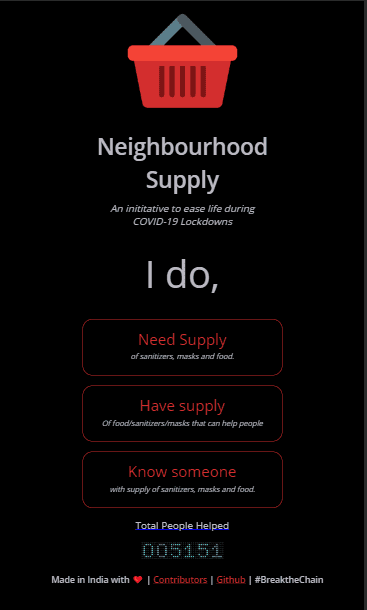 Neighbourhood
Supply
An inititative to ease life during
COVID-19 Lockdowns
I do,
Need Supply
of sanitizers, masks and food.
Have supply
Of food/sanitizers/masks that can help people
Know someone
with supply of sanitizers, masks and food.
Total People Helped
005151
Made in India with ❤ | Contributors | Github | #BreaktheChain